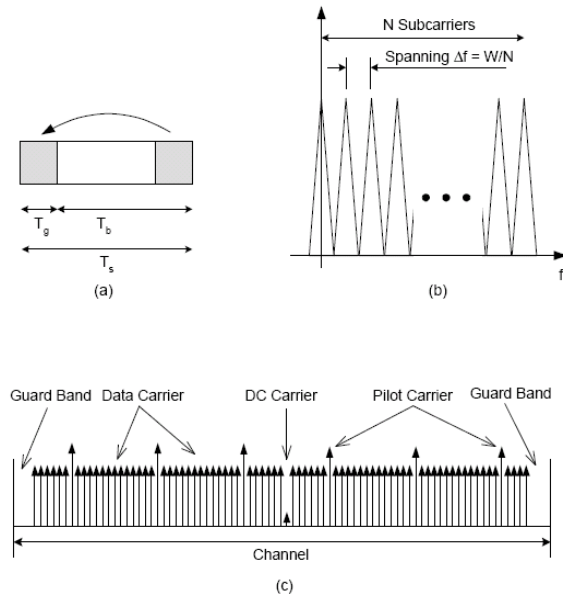 N Subcarriers
Spanning Δf = W/N
T_g T_b
T_s
(a)
f
(b)
Guard Band Data Carrier DC Carrier Pilot Carrier Guard Band
Channel
(c)